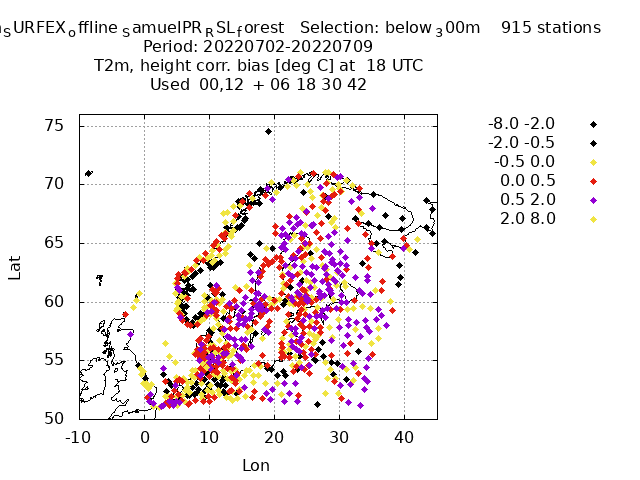 SURFEXoffline SamuelPRRSLforest Selection: below 300m 915 stations
Period: 20220702-20220709
T2m, height corr. bias [deg C] at 18 UTC
Used 00,12 + 06 18 30 42
-8.0 -2.0
-2.0 -0.5
-0.5 0.0
0.0 0.5
0.5 2.0
2.0 8.0
75
70
65
60
55
50
Lat
-10 0 10 20 30 40
Lon